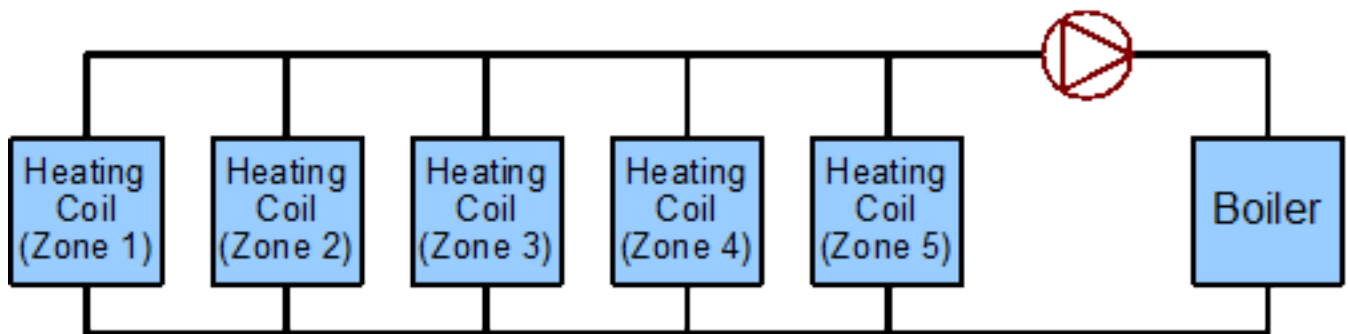 Heating
Coil
(Zone 1)
Heating
Coil
(Zone 2)
Heating
Coil
(Zone 3)
Heating
Coil
(Zone 4)
Heating
Coil
(Zone 5)
Boiler